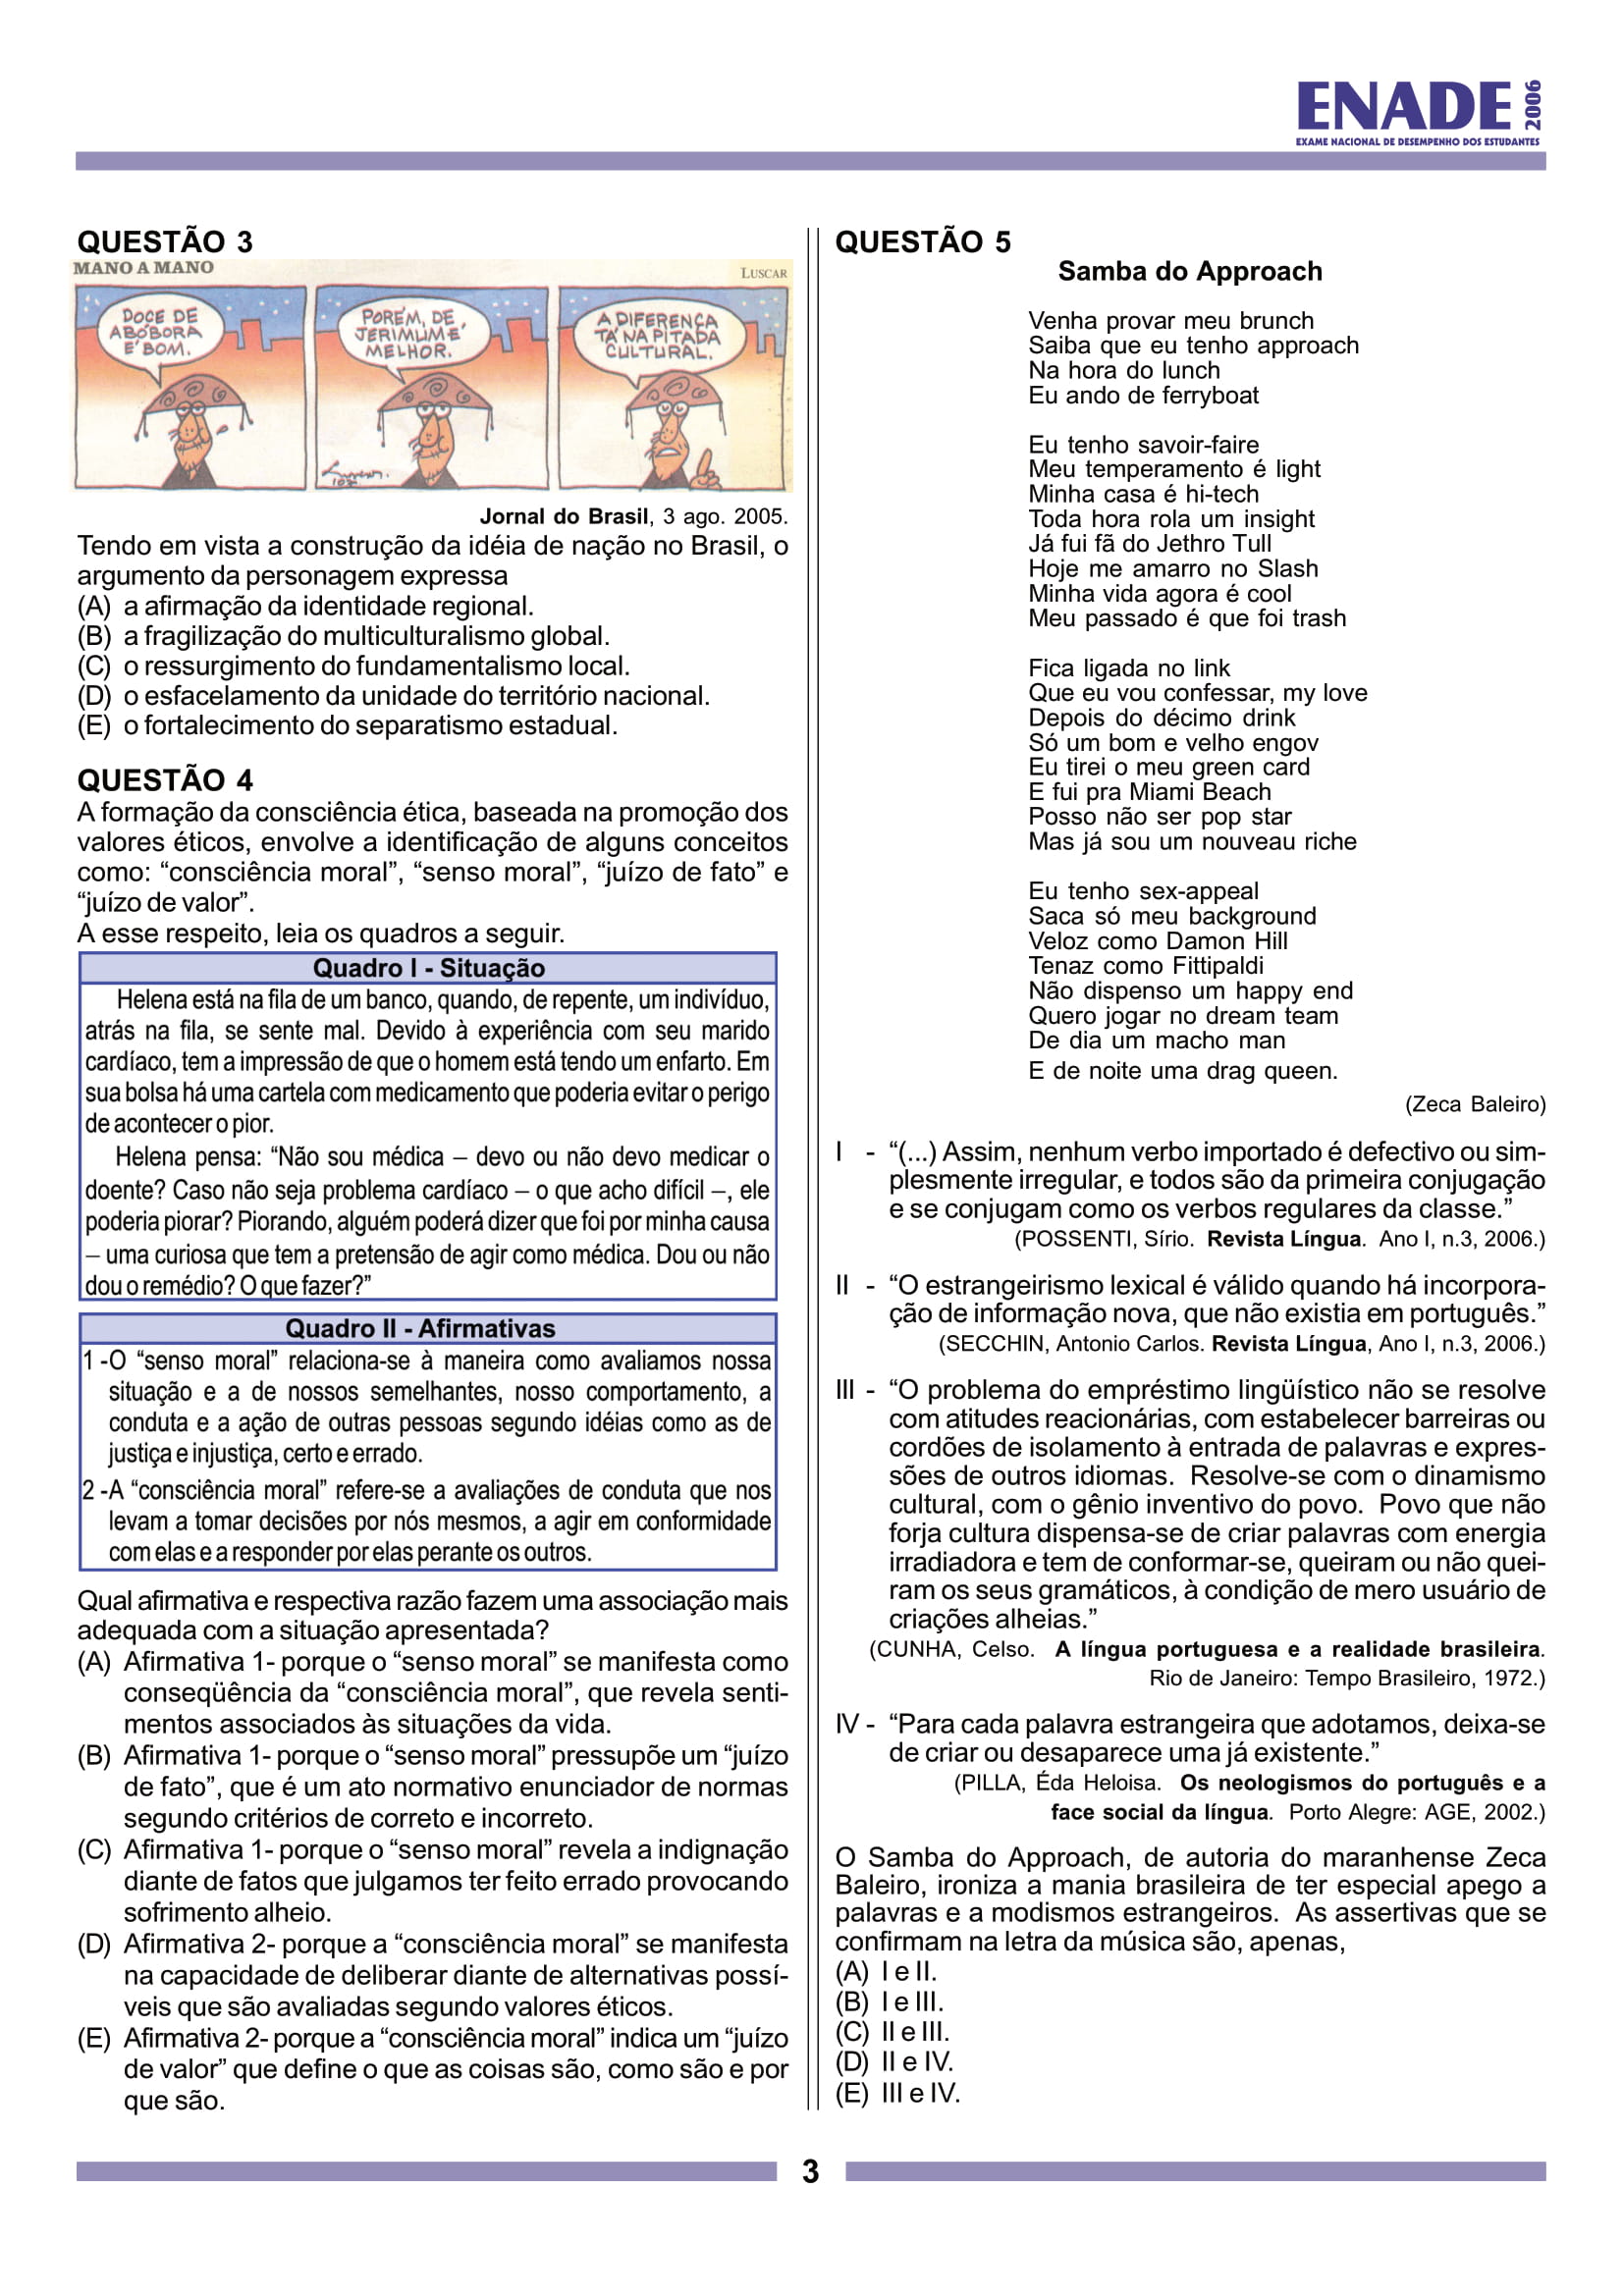 ENADE 2006
EXAME NACIONAL DE DESEMPENHO DOS ESTUDANTES
QUESTÃO 3
MANO A MANO
LUSCAR
DOCE DE
ABÓBORA
E' BOM.
PORÉM, DE
JERIMUM É
MELHOR.
A DIFERENÇA
TÁ NA PITADA
CULTURAL.
Jornal do Brasil, 3 ago. 2005.
Tendo em vista a construção da idéia de nação no Brasil, o
argumento da personagem expressa
(A) a afirmação da identidade regional.
(B) a fragilização do multiculturalismo global.
(C) o ressurgimento do fundamentalismo local.
(D) o esfacelamento da unidade do território nacional.
(E) o fortalecimento do separatismo estadual.
QUESTÃO 4
A formação da consciência ética, baseada na promoção dos
valores éticos, envolve a identificação de alguns conceitos
como: “consciência moral”, “senso moral”, “juízo de fato” e
“juízo de valor”.
A esse respeito, leia os quadros a seguir.
Quadro I - Situação
Helena está na fila de um banco, quando, de repente, um indivíduo,
atrás na fila, se sente mal. Devido à experiência com seu marido
cardíaco, tem a impressão de que o homem está tendo um enfarto. Em
sua bolsa há uma cartela com medicamento que poderia evitar o perigo
de acontecer o pior.
Helena pensa: “Não sou médica – devo ou não devo medicar o
doente? Caso não seja problema cardíaco – o que acho difícil –, ele
poderia piorar? Piorando, alguém poderá dizer que foi por minha causa
– uma curiosa que tem a pretensão de agir como médica. Dou ou não
dou o remédio? O que fazer?”
Quadro II - Afirmativas
1 -O “senso moral” relaciona-se à maneira como avaliamos nossa
situação e a de nossos semelhantes, nosso comportamento, a
conduta e a ação de outras pessoas segundo idéias como as de
justiça e injustiça, certo e errado.
2 -A “consciência moral” refere-se a avaliações de conduta que nos
levam a tomar decisões por nós mesmos, a agir em conformidade
com elas e a responder por elas perante os outros.
Qual afirmativa e respectiva razão fazem uma associação mais
adequada com a situação apresentada?
(A) Afirmativa 1- porque o “senso moral” se manifesta como
conseqüência da “consciência moral”, que revela senti-
mentos associados às situações da vida.
(B) Afirmativa 1- porque o “senso moral” pressupõe um “juízo
de fato”, que é um ato normativo enunciador de normas
segundo critérios de correto e incorreto.
(C) Afirmativa 1- porque o “senso moral” revela a indignação
diante de fatos que julgamos ter feito errado provocando
sofrimento alheio.
(D) Afirmativa 2- porque a “consciência moral” se manifesta
na capacidade de deliberar diante de alternativas possí-
veis que são avaliadas segundo valores éticos.
(E) Afirmativa 2- porque a “consciência moral” indica um “juízo
de valor” que define o que as coisas são, como são e por
que são.
QUESTÃO 5
Samba do Approach
Venha provar meu brunch
Saiba que eu tenho approach
Na hora do lunch
Eu ando de ferryboat
Eu tenho savoir-faire
Meu temperamento é light
Minha casa é hi-tech
Toda hora rola um insight
Já fui fã do Jethro Tull
Hoje me amarro no Slash
Minha vida agora é cool
Meu passado é que foi trash
Fica ligada no link
Que eu vou confessar, my love
Depois do décimo drink
Só um bom e velho engov
Eu tirei o meu green card
E fui pra Miami Beach
Posso não ser pop star
Mas já sou um nouveau riche
Eu tenho sex-appeal
Saca só meu background
Veloz como Damon Hill
Tenaz como Fittipaldi
Não dispenso um happy end
Quero jogar no dream team
De dia um macho man
E de noite uma drag queen.
(Zeca Baleiro)
I - “(...) Assim, nenhum verbo importado é defectivo ou sim-
plesmente irregular, e todos são da primeira conjugação
e se conjugam como os verbos regulares da classe.”
(POSSENTI, Sírio. Revista Língua. Ano I, n.3, 2006.)
II - “O estrangeirismo lexical é válido quando há incorpora-
ção de informação nova, que não existia em português.”
(SECCHIN, Antonio Carlos. Revista Língua, Ano I, n.3, 2006.)
III - “O problema do empréstimo lingüístico não se resolve
com atitudes reacionárias, com estabelecer barreiras ou
cordões de isolamento à entrada de palavras e expres-
sões de outros idiomas. Resolve-se com o dinamismo
cultural, com o gênio inventivo do povo. Povo que não
forja cultura dispensa-se de criar palavras com energia
irradiadora e tem de conformar-se, queiram ou não quei-
ram os seus gramáticos, à condição de mero usuário de
criações alheias.”
(CUNHA, Celso. A língua portuguesa e a realidade brasileira.
Rio de Janeiro: Tempo Brasileiro, 1972.)
IV - “Para cada palavra estrangeira que adotamos, deixa-se
de criar ou desaparece uma já existente.”
(PILLA, Éda Heloisa. Os neologismos do português e a
face social da língua. Porto Alegre: AGE, 2002.)
O Samba do Approach, de autoria do maranhense Zeca
Baleiro, ironiza a mania brasileira de ter especial apego a
palavras e a modismos estrangeiros. As assertivas que se
confirmam na letra da música são, apenas,
(A) I e II.
(B) I e III.
(C) II e III.
(D) II e IV.
(E) III e IV.
3